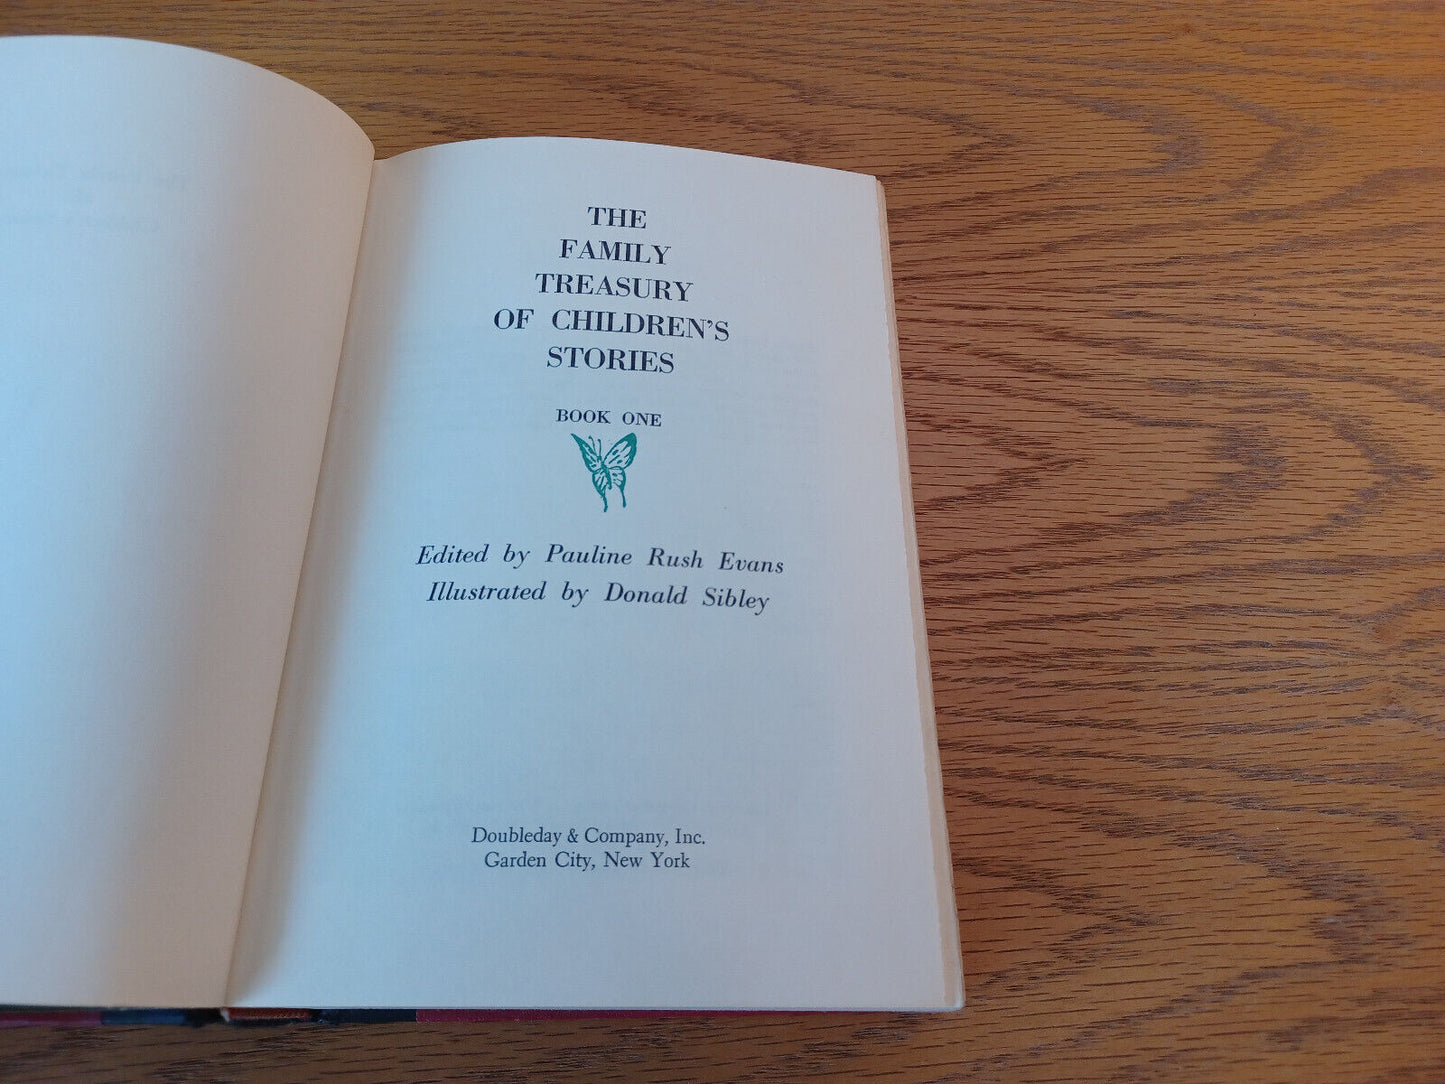 THE
FAMILY
TREASURY
OF CHILDREN'S
STORIES
BOOK ONE
Edited by Pauline Rush Evans
Illustrated by Donald Sibley
Doubleday & Company, Inc.
Garden City, New York